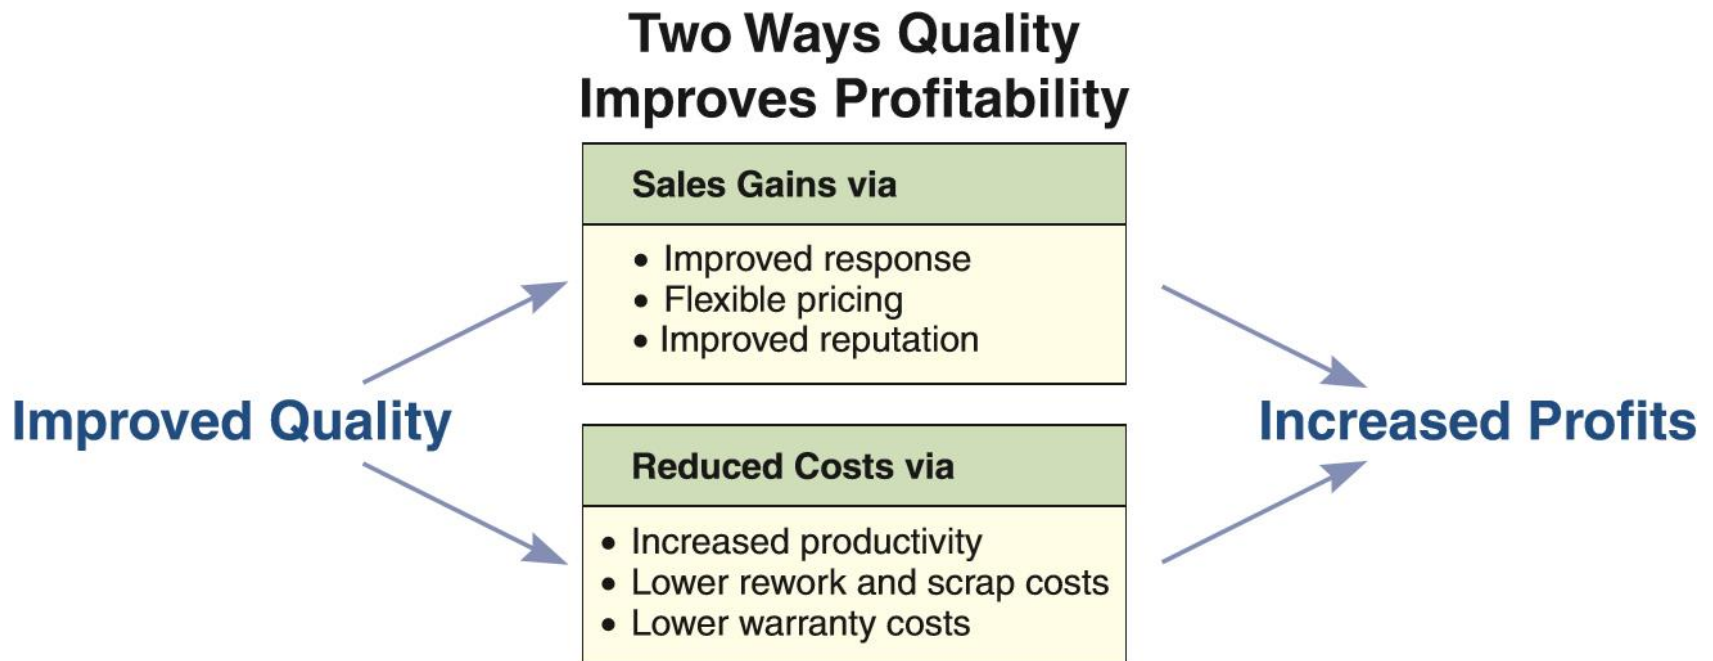 Two Ways Quality
Improves Profitability
Sales Gains via
• Improved response
• Flexible pricing
• Improved reputation
Improved Quality
Increased Profits
Reduced Costs via
• Increased productivity
• Lower rework and scrap costs
• Lower warranty costs